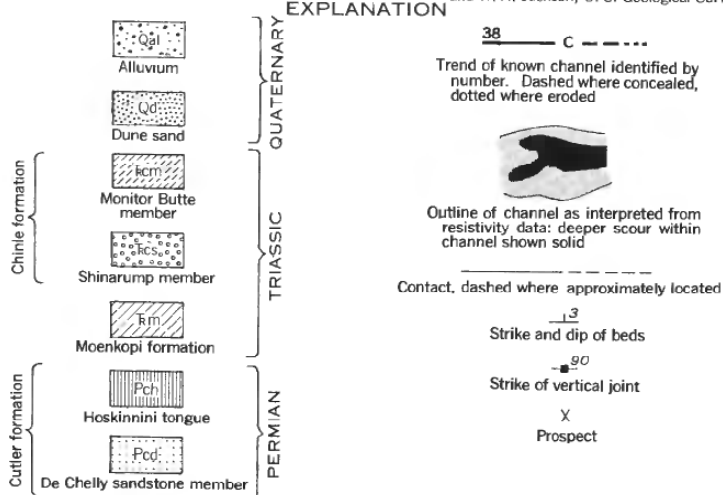 EXPLANATION
Qal
Alluvium
Qd
Dune sand
QUATERNARY
Chinle formation
Ꞃcm
Monitor Butte
member
Ꞃcs
Shinarump member
Ꞃm
Moenkopi formation
TRIASSIC
Cutler formation
Pch
Hoskinnini tongue
Pcd
De Chelly sandstone member
PERMIAN
38
C
Trend of known channel identified by
number. Dashed where concealed,
dotted where eroded
Outline of channel as interpreted from
resistivity data: deeper scour within
channel shown solid
Contact, dashed where approximately located
3
Strike and dip of beds
90
Strike of vertical joint
X
Prospect